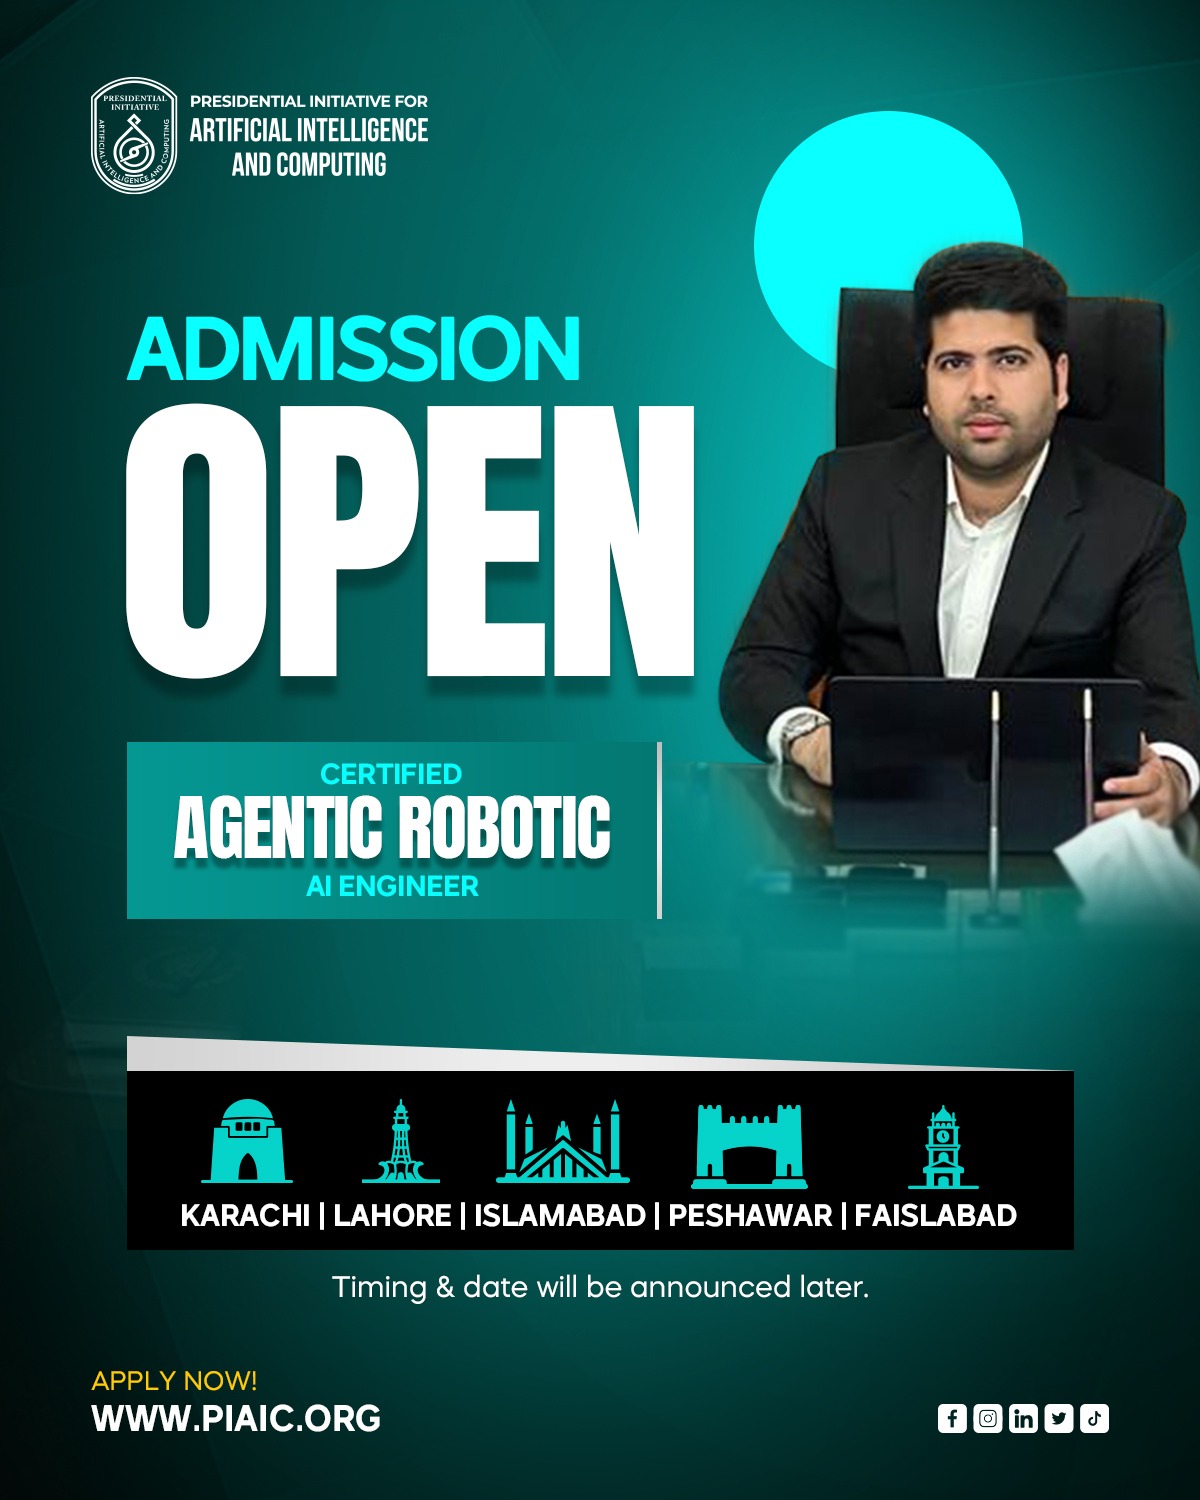 PRESIDENTIAL
INITIATIVE
ARTIFICIAL INTELLIGENCE AND COMPUTING
PRESIDENTIAL INITIATIVE FOR
ARTIFICIAL INTELLIGENCE
AND COMPUTING
ADMISSION
OPEN
CERTIFIED
AGENTIC ROBOTIC
AI ENGINEER
KARACHI | LAHORE | ISLAMABAD | PESHAWAR | FAISLABAD
Timing & date will be announced later.
APPLY NOW!
WWW.PIAIC.ORG